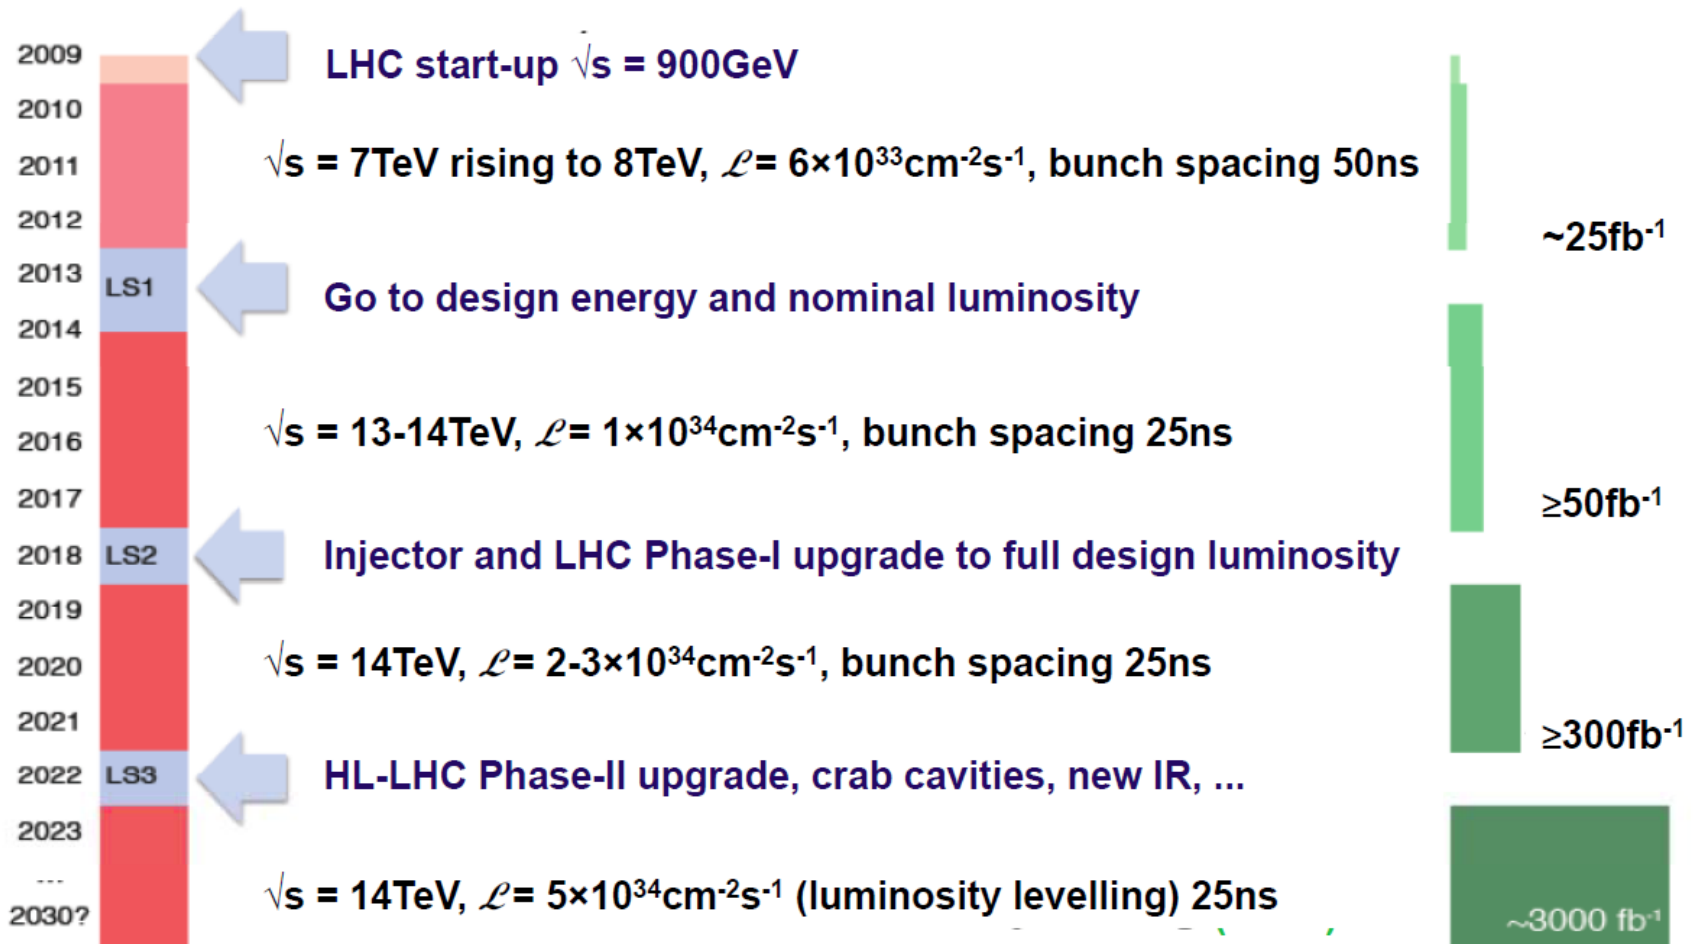 2009
LHC start-up √s = 900GeV
2010
2011
√s = 7TeV rising to 8TeV, ℒ= 6×10³³cm⁻²s⁻¹, bunch spacing 50ns
2012
~25fb⁻¹
2013
LS1
Go to design energy and nominal luminosity
2014
2015
2016
√s = 13-14TeV, ℒ= 1×10³⁴cm⁻²s⁻¹, bunch spacing 25ns
2017
≥50fb⁻¹
2018
LS2
Injector and LHC Phase-I upgrade to full design luminosity
2019
2020
√s = 14TeV, ℒ= 2-3×10³⁴cm⁻²s⁻¹, bunch spacing 25ns
2021
≥300fb⁻¹
2022
LS3
HL-LHC Phase-II upgrade, crab cavities, new IR, ...
2023
...
√s = 14TeV, ℒ= 5×10³⁴cm⁻²s⁻¹ (luminosity levelling) 25ns
2030?
~3000 fb⁻¹